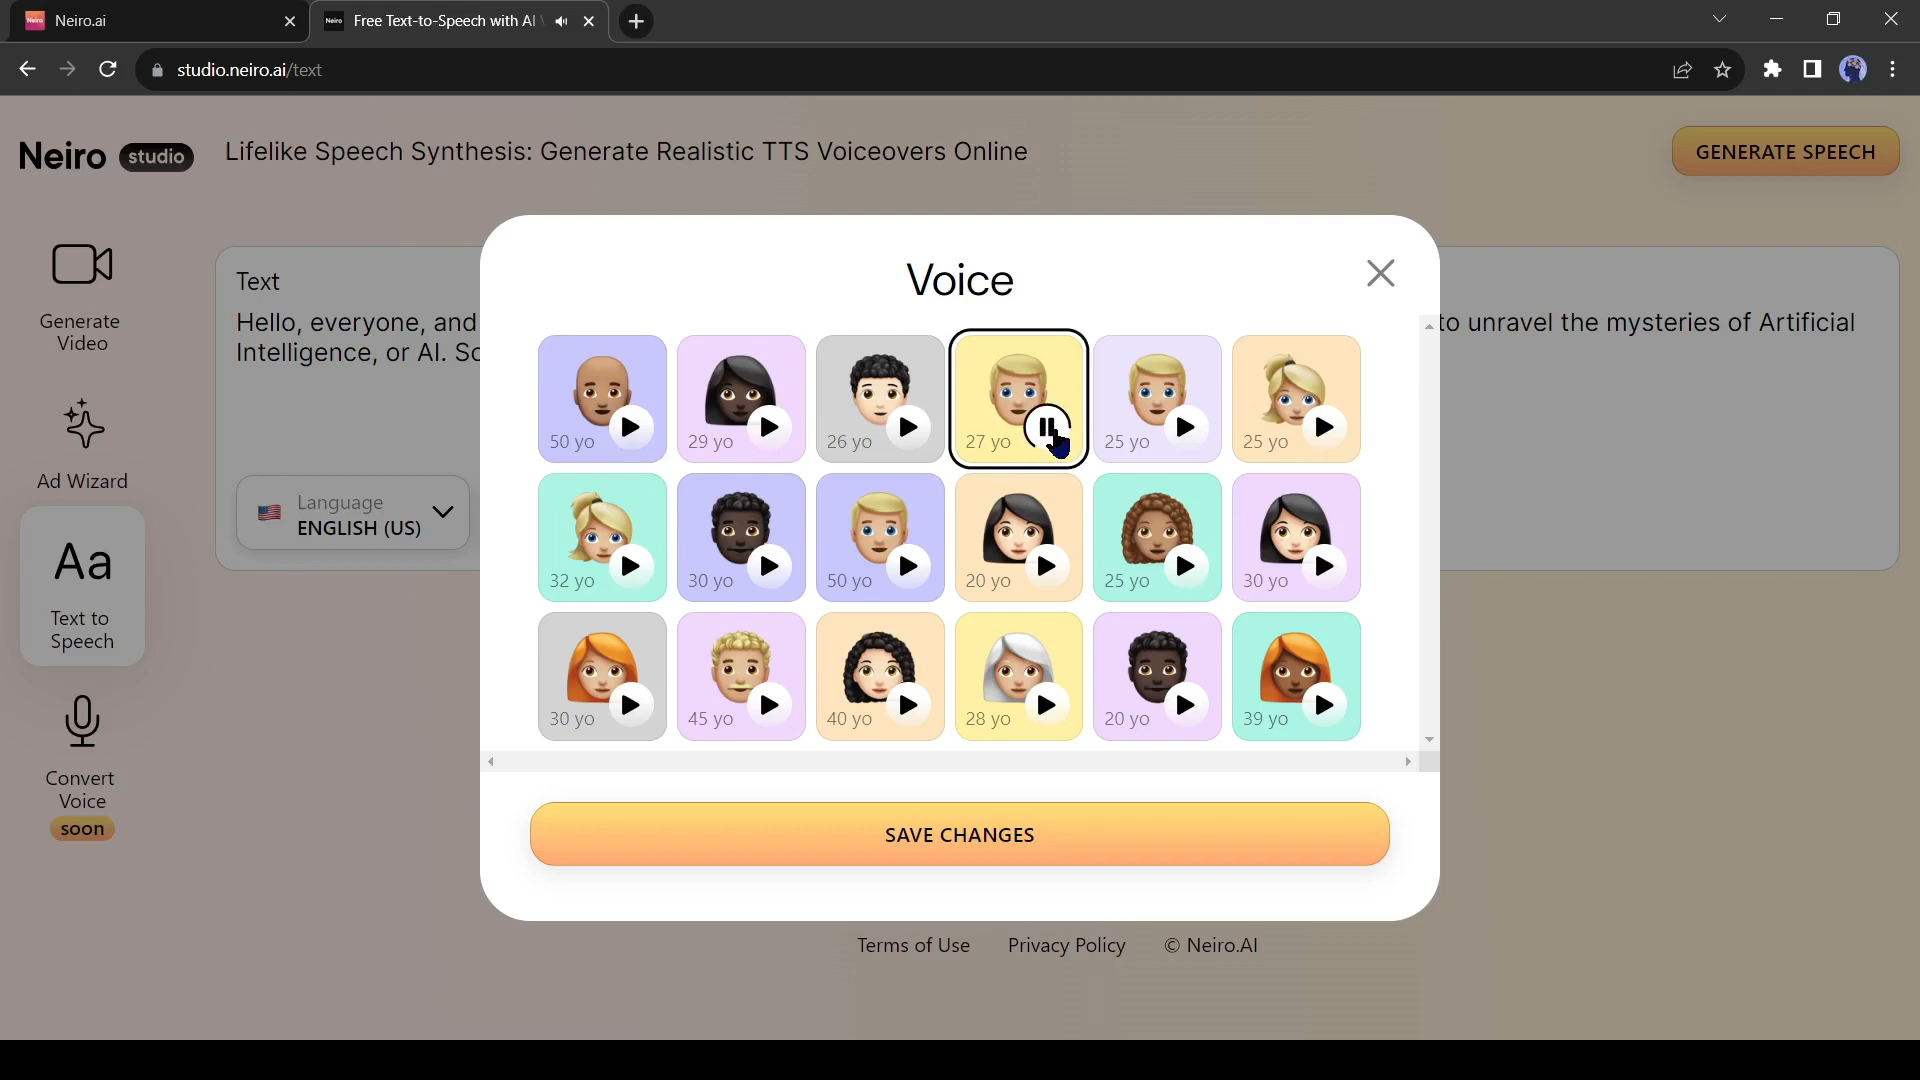 Neiro.ai
Free Text-to-Speech with AI
studio.neiro.ai/text
Neiro studio
Lifelike Speech Synthesis: Generate Realistic TTS Voiceovers Online
GENERATE SPEECH
Generate
Video
Ad Wizard
Aa
Text to
Speech
Convert
Voice
soon
Text
Hello, everyone, and
to unravel the mysteries of Artificial
Intelligence, or AI.
Language
ENGLISH (US)
Voice
50 yo
29 yo
26 yo
27 yo
25 yo
25 yo
32 yo
30 yo
50 yo
20 yo
25 yo
30 yo
30 yo
45 yo
40 yo
28 yo
20 yo
39 yo
SAVE CHANGES
Terms of Use
Privacy Policy
© Neiro.AI